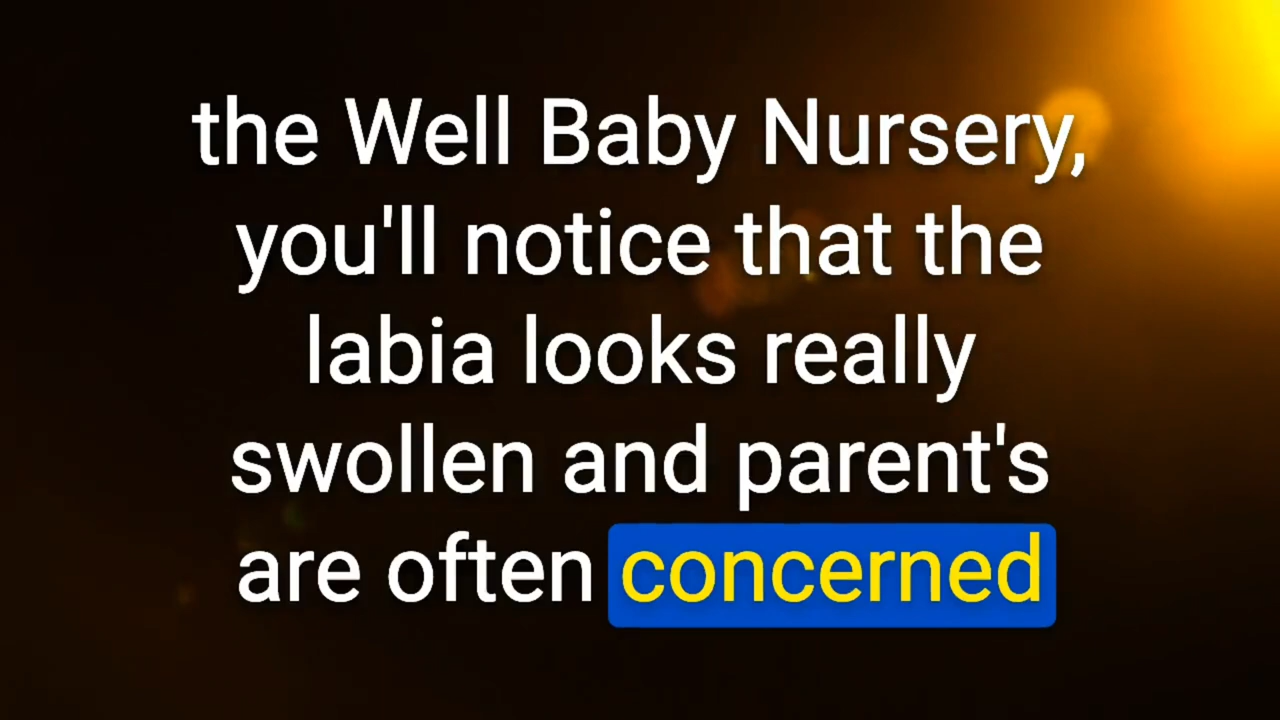 the Well Baby Nursery,
you'll notice that the
labia looks really
swollen and parent's
are often concerned